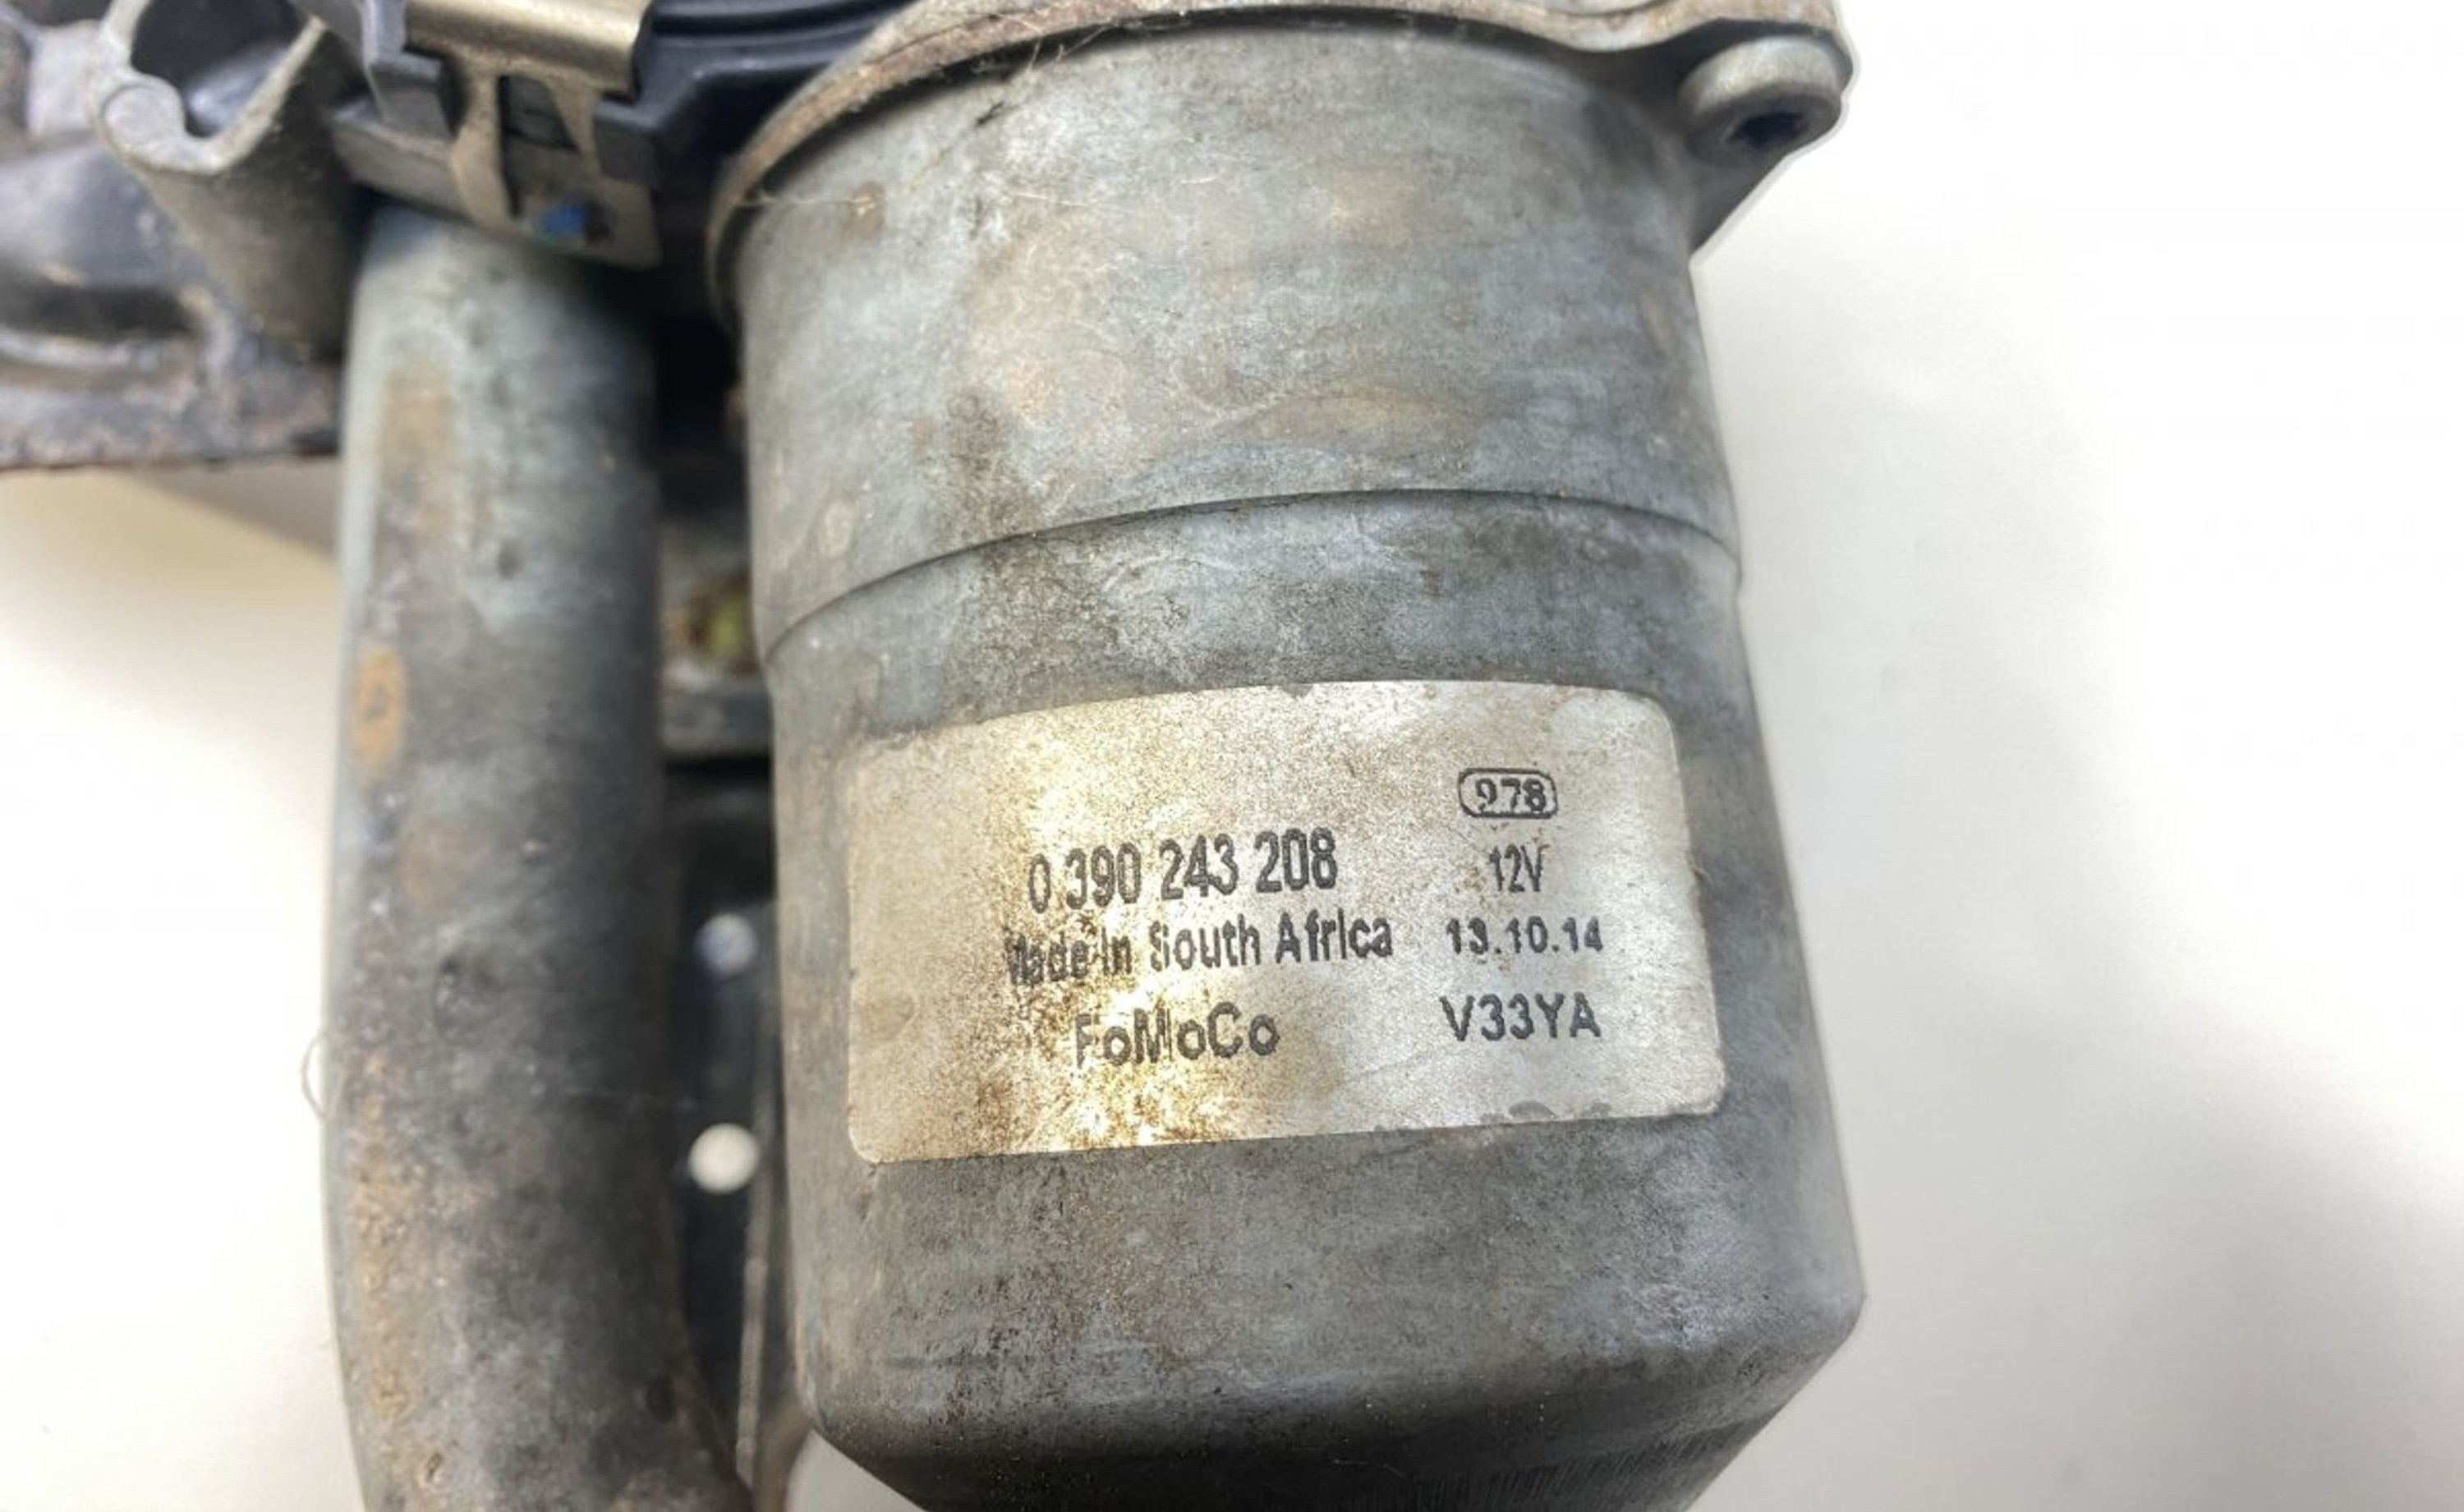 978
0 390 243 208 12V
Made in South Africa 13.10.14
FoMoCo V33YA